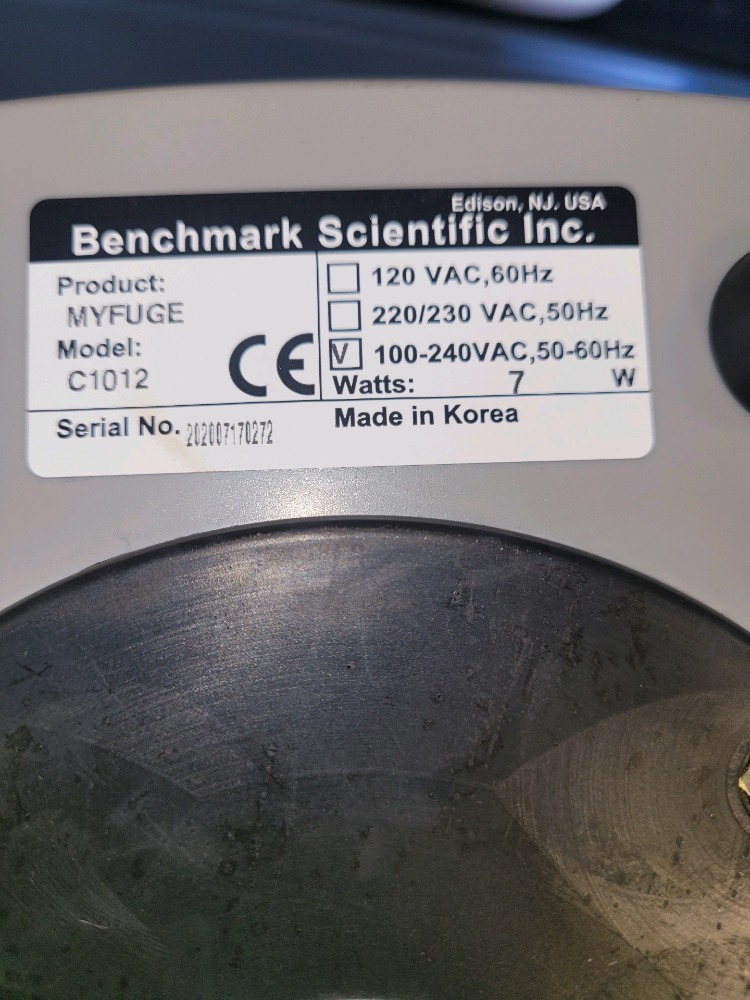 Edison, NJ. USA
Benchmark Scientific Inc.
Product:
MYFUGE
Model:
C1012
CE
120 VAC,60Hz
220/230 VAC,50Hz
V 100-240VAC,50-60Hz
Watts: 7 W
Serial No. 202007170272
Made in Korea